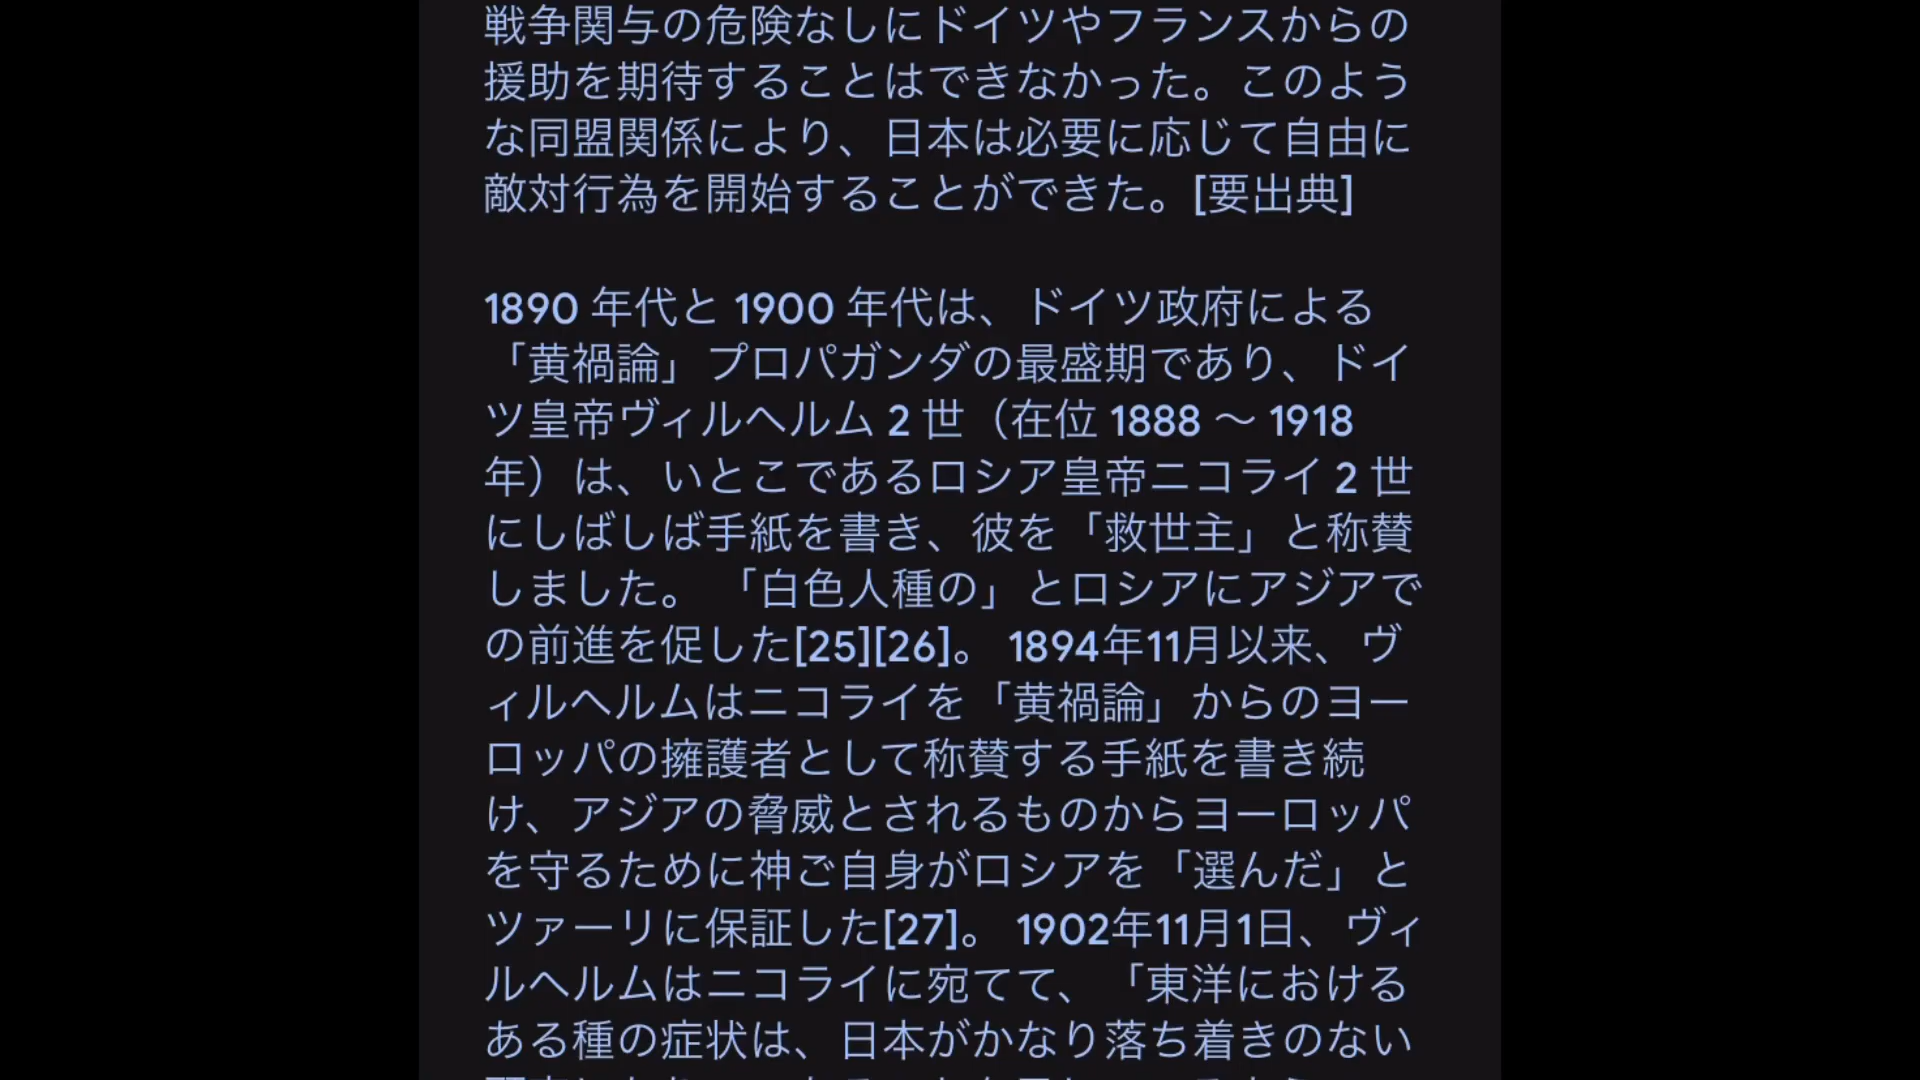 戦争関与の危険なしにドイツやフランスからの
援助を期待することはできなかった。このよう
な同盟関係により、日本は必要に応じて自由に
敵対行為を開始することができた。[要出典]
1890 年代と 1900 年代は、ドイツ政府による
「黄禍論」プロパガンダの最盛期であり、ドイ
ツ皇帝ヴィルヘルム 2 世（在位 1888 〜 1918
年）は、いとこであるロシア皇帝ニコライ 2 世
にしばしば手紙を書き、彼を「救世主」と称賛
しました。 「白色人種の」とロシアにアジアで
の前進を促した[25][26]。 1894年11月以来、ヴ
ィルヘルムはニコライを「黄禍論」からのヨー
ロッパの擁護者として称賛する手紙を書き続
け、アジアの脅威とされるものからヨーロッパ
を守るために神ご自身がロシアを「選んだ」と
ツァーリに保証した[27]。 1902年11月1日、ヴィ
ルヘルムはニコライに宛てて、「東洋における
ある種の症状は、日本がかなり落ち着きのない